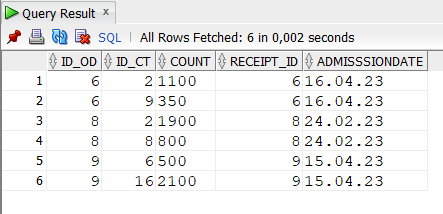 Query Result ×
SQL | All Rows Fetched: 6 in 0,002 seconds
ID_OD ID_CT COUNT RECEIPT_ID ADMISSSIONDATE
1 6 2 1100 6 16.04.23
2 6 9 350 6 16.04.23
3 8 2 1900 8 24.02.23
4 8 8 800 8 24.02.23
5 9 6 500 9 15.04.23
6 9 16 2100 9 15.04.23